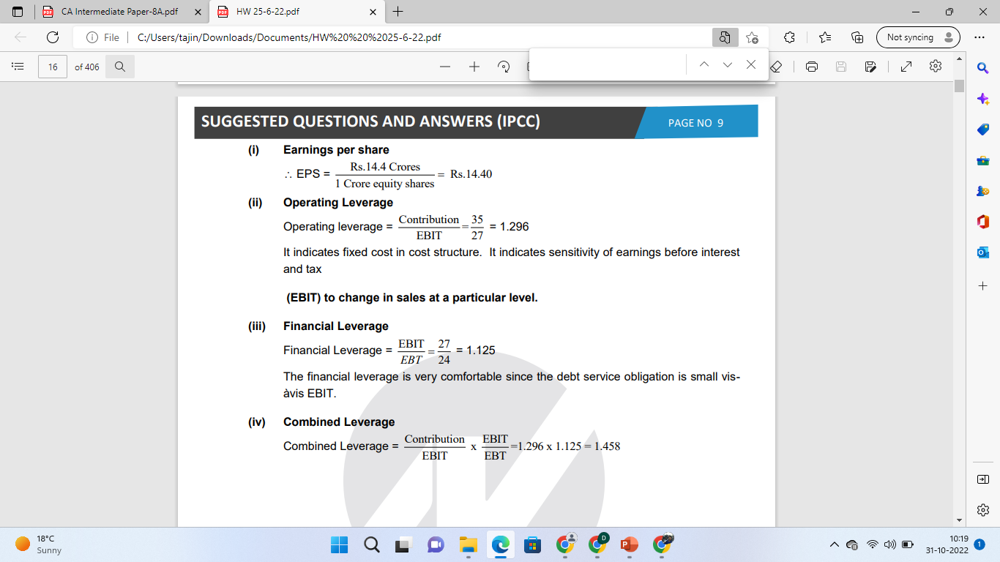 CA Intermediate Paper-8A.pdf
HW 25-6-22.pdf
File
C:/Users/tajin/Downloads/Documents/HW%20%20%2025-6-22.pdf
Not syncing
16
of 406
SUGGESTED QUESTIONS AND ANSWERS (IPCC)
PAGE NO 9
(i) Earnings per share
∴ EPS = Rs.14.4 Crores / 1 Crore equity shares = Rs.14.40
(ii) Operating Leverage
Operating leverage = Contribution / EBIT = 35 / 27 = 1.296
It indicates fixed cost in cost structure. It indicates sensitivity of earnings before interest
and tax
(EBIT) to change in sales at a particular level.
(iii) Financial Leverage
Financial Leverage = EBIT / EBT = 27 / 24 = 1.125
The financial leverage is very comfortable since the debt service obligation is small vis-
àvis EBIT.
(iv) Combined Leverage
Combined Leverage = Contribution / EBIT x EBIT / EBT =1.296 x 1.125 = 1.458
18°C
Sunny
10:19
31-10-2022
1